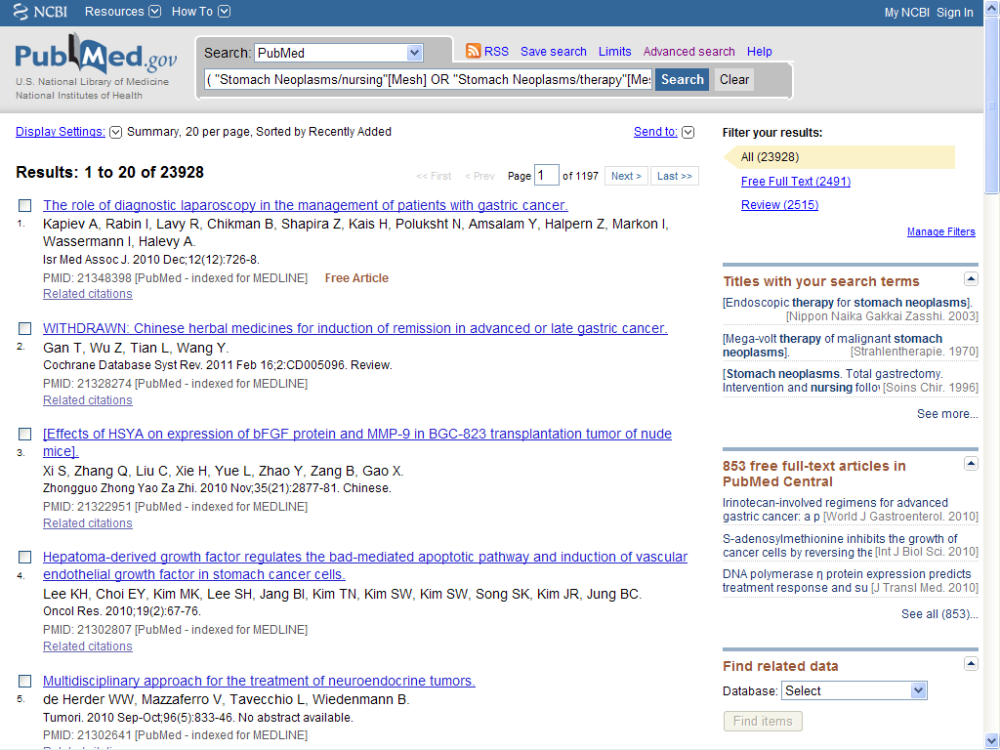 NCBI Resources How To My NCBI Sign In
PubMed.gov
U.S. National Library of Medicine
National Institutes of Health
Search: PubMed
RSS Save search Limits Advanced search Help
( "Stomach Neoplasms/nursing"[Mesh] OR "Stomach Neoplasms/therapy"[Mes Search Clear
Display Settings: Summary, 20 per page, Sorted by Recently Added Send to:
Results: 1 to 20 of 23928
<< First < Prev Page 1 of 1197 Next > Last >>
The role of diagnostic laparoscopy in the management of patients with gastric cancer.
1. Kapiev A, Rabin I, Lavy R, Chikman B, Shapira Z, Kais H, Poluksht N, Amsalam Y, Halpern Z, Markon I,
Wassermann I, Halevy A.
Isr Med Assoc J. 2010 Dec;12(12):726-8.
PMID: 21348398 [PubMed - indexed for MEDLINE] Free Article
Related citations
WITHDRAWN: Chinese herbal medicines for induction of remission in advanced or late gastric cancer.
2. Gan T, Wu Z, Tian L, Wang Y.
Cochrane Database Syst Rev. 2011 Feb 16;2:CD005096. Review.
PMID: 21328274 [PubMed - indexed for MEDLINE]
Related citations
[Effects of HSYA on expression of bFGF protein and MMP-9 in BGC-823 transplantation tumor of nude
3. mice].
Xi S, Zhang Q, Liu C, Xie H, Yue L, Zhao Y, Zang B, Gao X.
Zhongguo Zhong Yao Za Zhi. 2010 Nov;35(21):2877-81. Chinese.
PMID: 21322951 [PubMed - indexed for MEDLINE]
Related citations
Hepatoma-derived growth factor regulates the bad-mediated apoptotic pathway and induction of vascular
4. endothelial growth factor in stomach cancer cells.
Lee KH, Choi EY, Kim MK, Lee SH, Jang BI, Kim TN, Kim SW, Kim SW, Song SK, Kim JR, Jung BC.
Oncol Res. 2010;19(2):67-76.
PMID: 21302807 [PubMed - indexed for MEDLINE]
Related citations
Multidisciplinary approach for the treatment of neuroendocrine tumors.
5. de Herder WW, Mazzaferro V, Tavecchio L, Wiedenmann B.
Tumori. 2010 Sep-Oct;96(5):833-46. No abstract available.
PMID: 21302641 [PubMed - indexed for MEDLINE]
Filter your results:
All (23928)
Free Full Text (2491)
Review (2515)
Manage Filters
Titles with your search terms
[Endoscopic therapy for stomach neoplasms].
[Nippon Naika Gakkai Zasshi. 2003]
[Mega-volt therapy of malignant stomach
neoplasms]. [Strahlentherapie. 1970]
[Stomach neoplasms. Total gastrectomy.
Intervention and nursing follow [Soins Chir. 1996]
See more...
853 free full-text articles in
PubMed Central
Irinotecan-involved regimens for advanced
gastric cancer: a p [World J Gastroenterol. 2010]
S-adenosylmethionine inhibits the growth of
cancer cells by reversing the [Int J Biol Sci. 2010]
DNA polymerase η protein expression predicts
treatment response and su [J Transl Med. 2010]
See all (853)...
Find related data
Database: Select
Find items